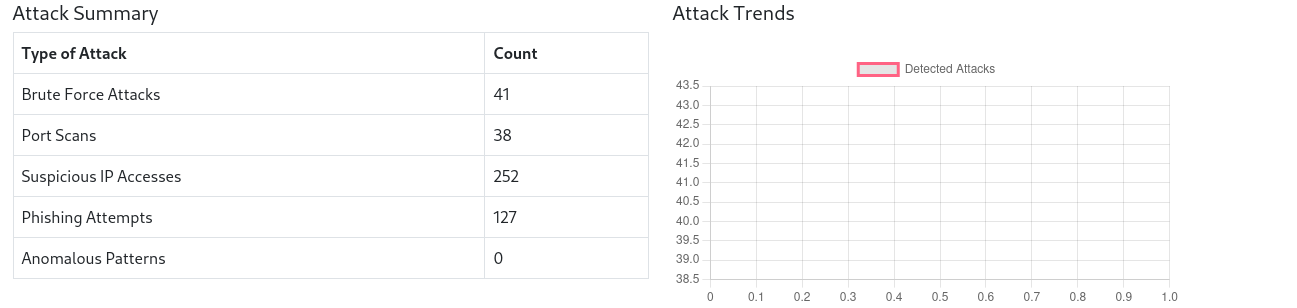 Attack Summary
Type of Attack Count
Brute Force Attacks 41
Port Scans 38
Suspicious IP Accesses 252
Phishing Attempts 127
Anomalous Patterns 0
Attack Trends
Detected Attacks
43.5
43.0
42.5
42.0
41.5
41.0
40.5
40.0
39.5
39.0
38.5
0 0.1 0.2 0.3 0.4 0.5 0.6 0.7 0.8 0.9 1.0